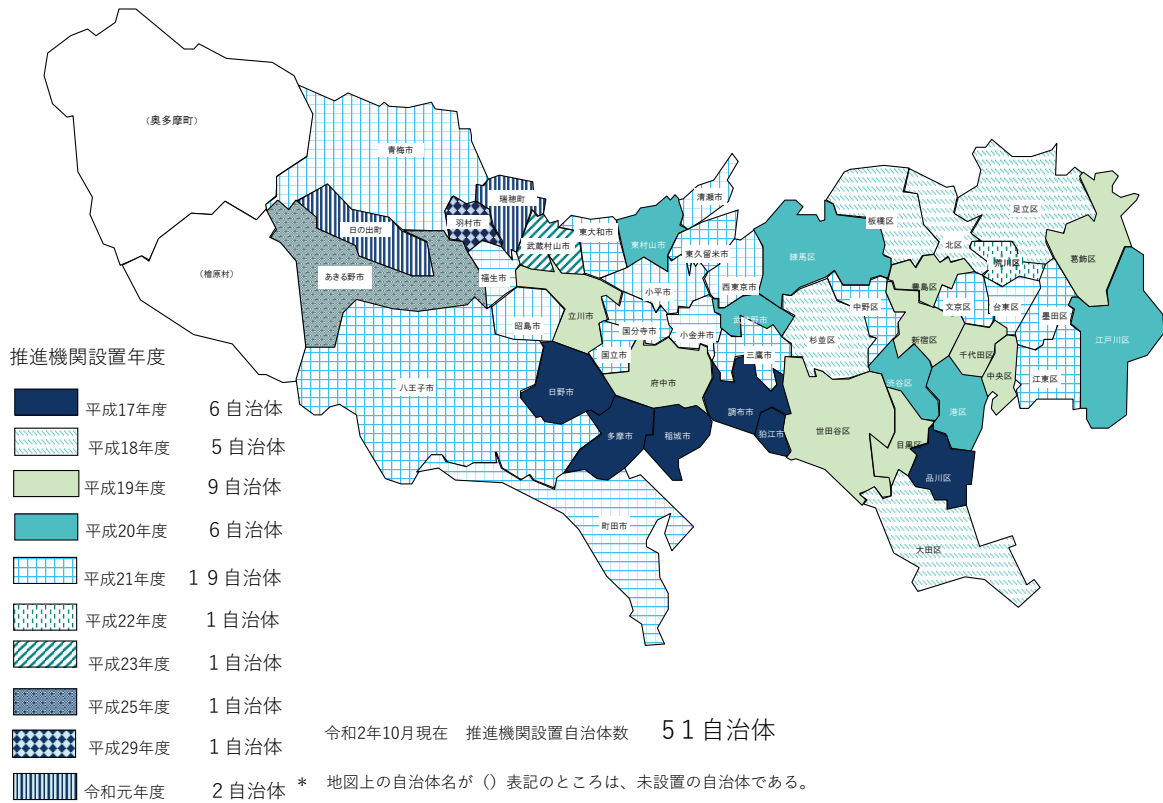 （奥多摩町）
青梅市
清瀬市
瑞穂町
板橋区
足立区
羽村市
日の出町
武蔵村山市
東大和市
東村山市
東久留米市
練馬区
北区
荒川区
葛飾区
（檜原村）
あきる野市
福生市
小平市
西東京市
豊島区
文京区
台東区
墨田区
昭島市
立川市
国分寺市
小金井市
武蔵野市
中野区
杉並区
新宿区
千代田区
江戸川区
国立市
三鷹市
渋谷区
中央区
江東区
八王子市
日野市
府中市
調布市
狛江市
世田谷区
港区
目黒区
多摩市
稲城市
品川区
町田市
大田区
推進機関設置年度
平成17年度 6自治体
平成18年度 5自治体
平成19年度 9自治体
平成20年度 6自治体
平成21年度 19自治体
平成22年度 1自治体
平成23年度 1自治体
平成25年度 1自治体
平成29年度 1自治体
令和元年度 2自治体
令和2年10月現在 推進機関設置自治体数 51自治体
* 地図上の自治体名が（）表記のところは、未設置の自治体である。